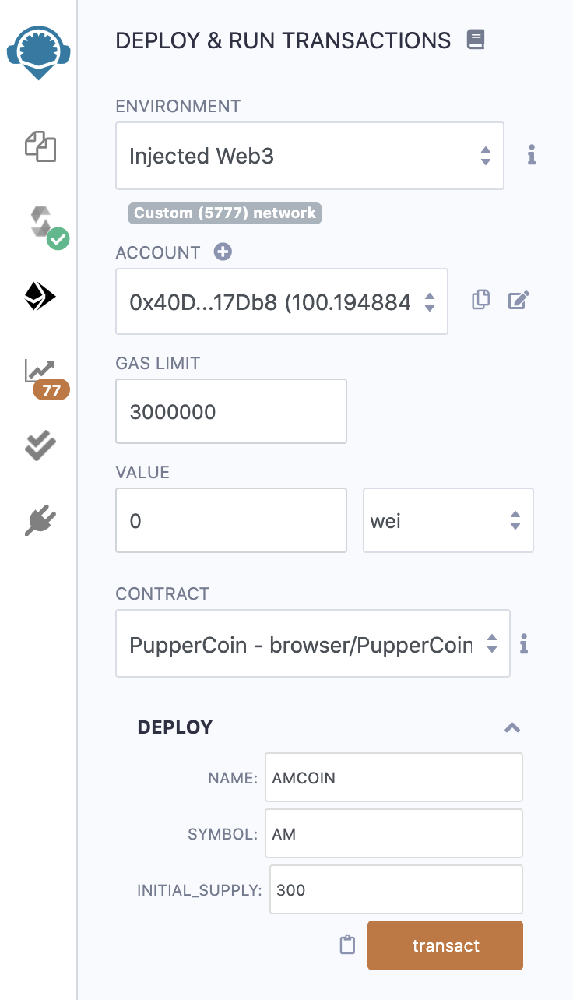 DEPLOY & RUN TRANSACTIONS
ENVIRONMENT
Injected Web3
Custom (5777) network
ACCOUNT
0x40D...17Db8 (100.194884
77
GAS LIMIT
3000000
VALUE
0 wei
CONTRACT
PupperCoin - browser/PupperCoin
DEPLOY
NAME: AMCOIN
SYMBOL: AM
INITIAL_SUPPLY: 300
transact